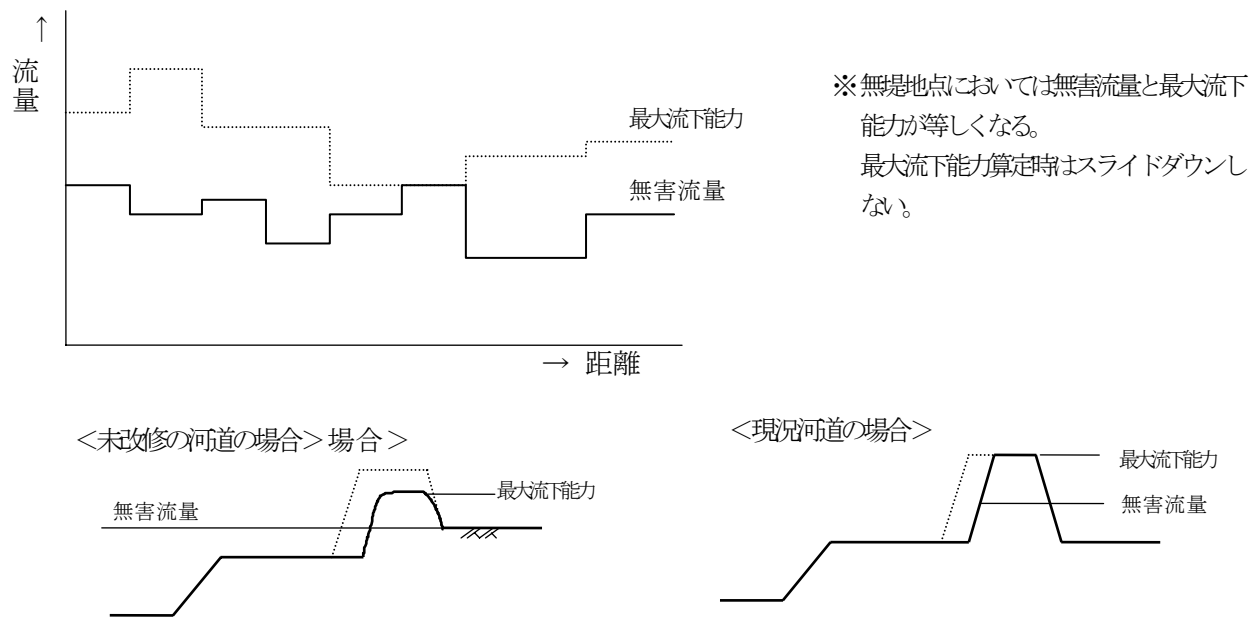 ↑
流
量
最大流下能力
無害流量
→ 距離
※無堤地点においては無害流量と最大流下
能力が等しくなる。
最大流下能力算定時はスライドダウンし
ない。
＜未改修の河道の場合＞場合＞
無害流量
最大流下能力
＜現況河道の場合＞
最大流下能力
無害流量